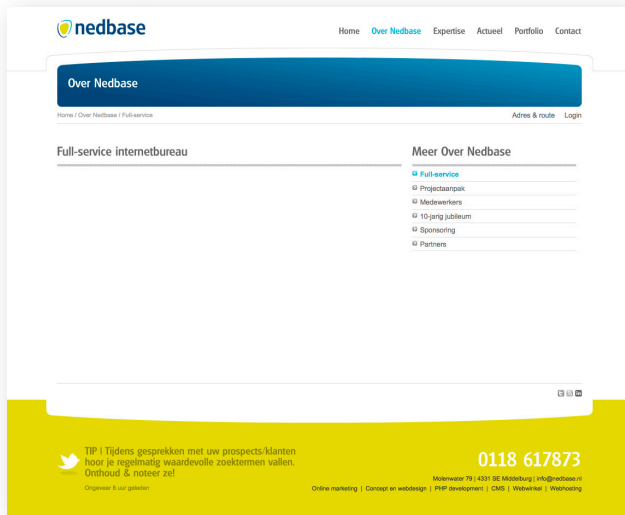 nedbase
Home Over Nedbase Expertise Actueel Portfolio Contact
Over Nedbase
Home / Over Nedbase / Full-service
Adres & route Login
Full-service internetbureau
Meer Over Nedbase
Full-service
Projectaanpak
Medewerkers
10-jarig jubileum
Sponsoring
Partners
TIP | Tijdens gesprekken met uw prospects/klanten
hoor je regelmatig waardevolle zoektermen vallen.
Onthoud & noteer ze!
Ongeveer 8 uur geleden
0118 617873
Molenwater 79 | 4331 SE Middelburg | info@nedbase.nl
Online marketing | Concept en webdesign | PHP development | CMS | Webwinkel | Webhosting